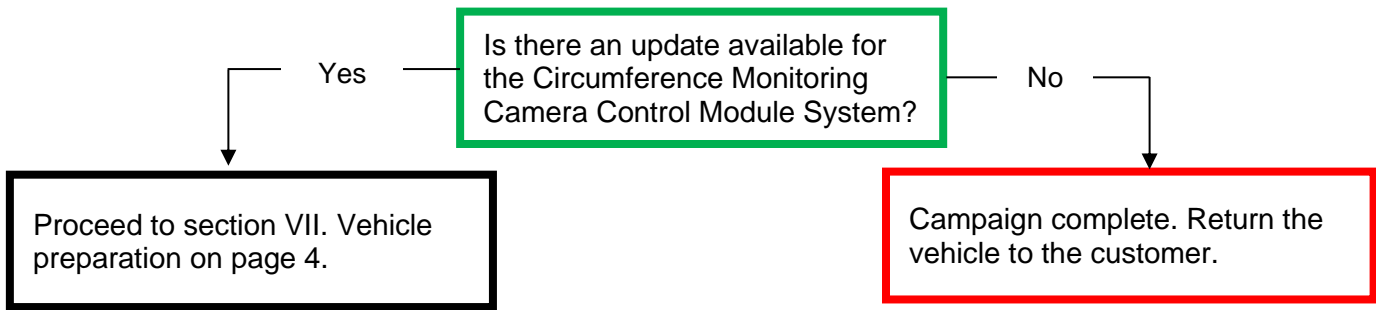 Is there an update available for
the Circumference Monitoring
Camera Control Module System?
Yes
No
Proceed to section VII. Vehicle
preparation on page 4.
Campaign complete. Return the
vehicle to the customer.